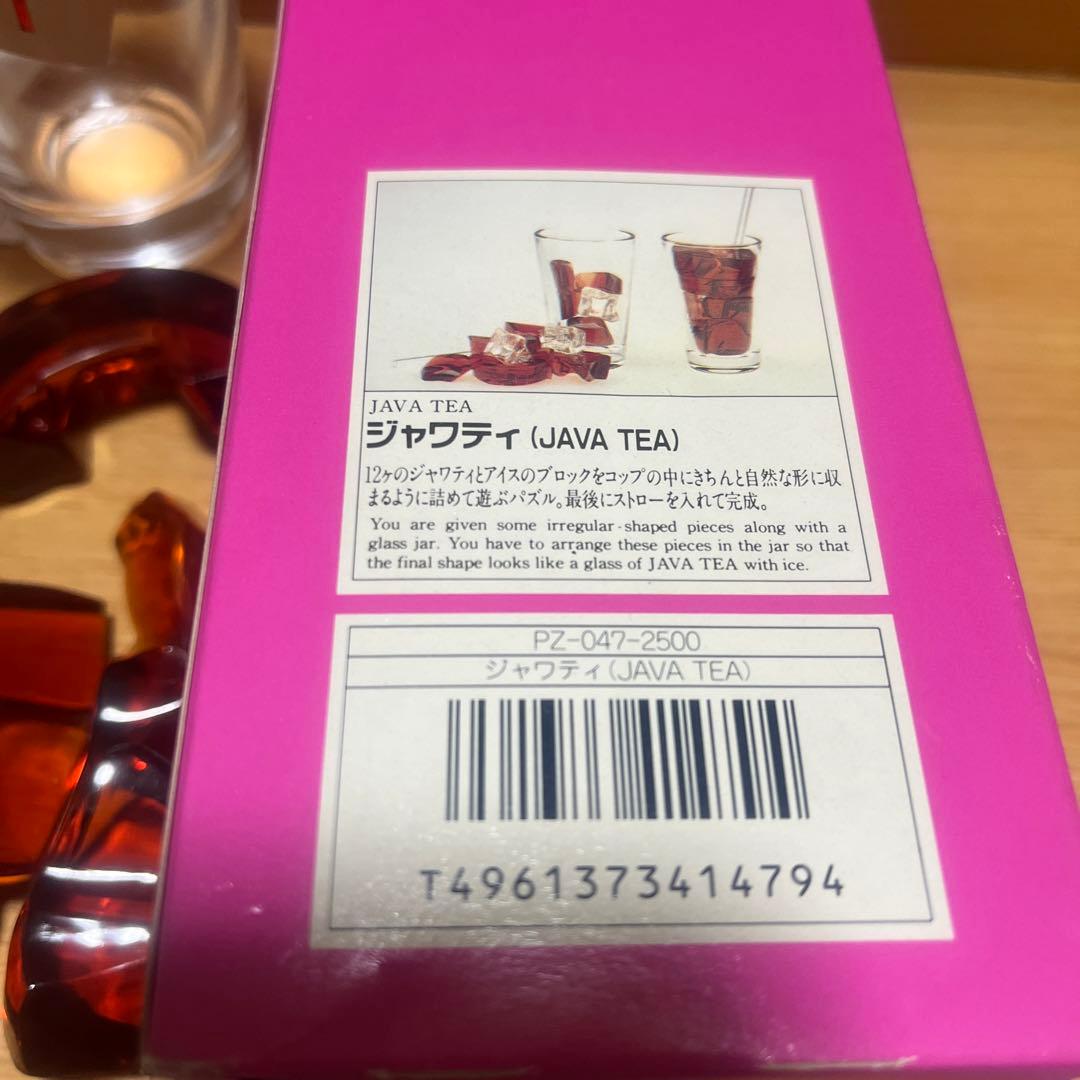 JAVA TEA
ジャワティ(JAVA TEA)
12ヶのジャワティとアイスのブロックをコップの中にきちんと自然な形に収
まるように詰めて遊ぶパズル。最後にストローを入れて完成。
You are given some irregular-shaped pieces along with a
glass jar. You have to arrange these pieces in the jar so that
the final shape looks like a glass of JAVA TEA with ice.
PZ-047-2500
ジャワティ(JAVA TEA)
T4961373414794